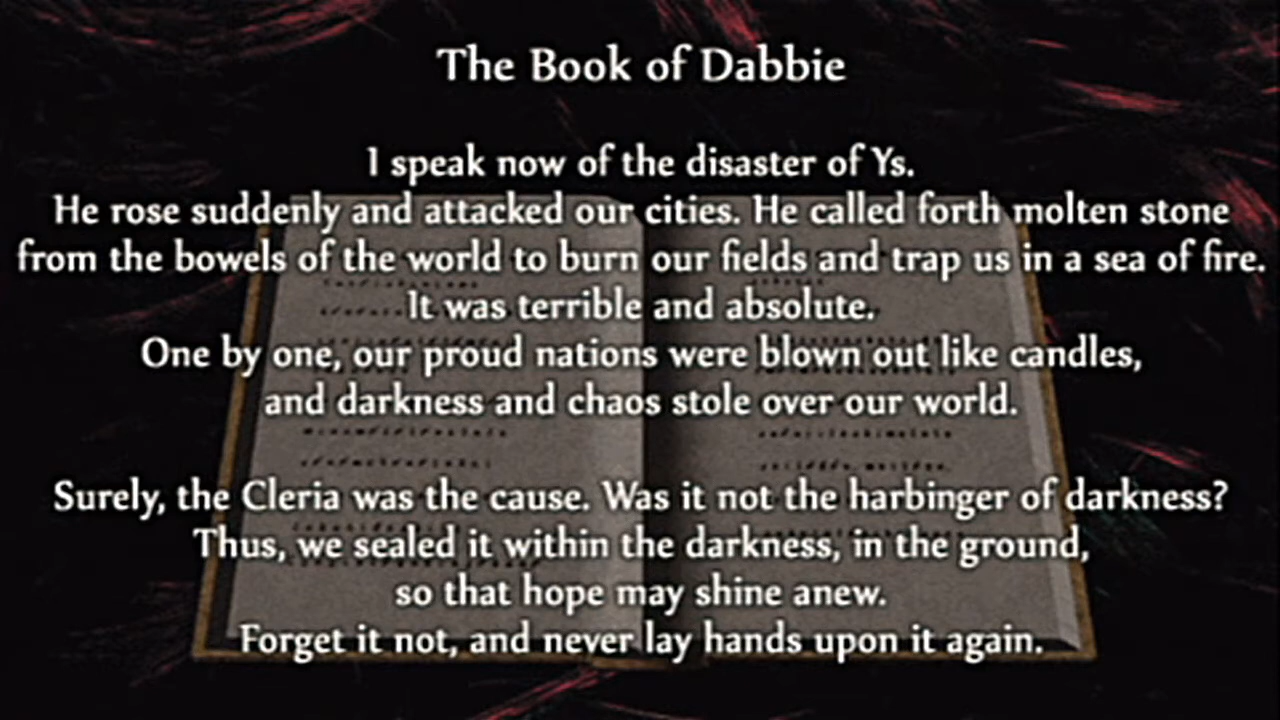 The Book of Dabbie
I speak now of the disaster of Ys.
He rose suddenly and attacked our cities. He called forth molten stone
from the bowels of the world to burn our fields and trap us in a sea of fire.
It was terrible and absolute.
One by one, our proud nations were blown out like candles,
and darkness and chaos stole over our world.
Surely, the Cleria was the cause. Was it not the harbinger of darkness?
Thus, we sealed it within the darkness, in the ground,
so that hope may shine anew.
Forget it not, and never lay hands upon it again.